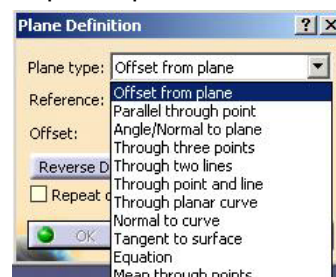 Plane Definition ? X
Plane type: Offset from plane
Reference: Offset from plane
Parallel through point
Offset: Angle/Normal to plane
Through three points
Reverse D Through two lines
Through point and line
Repeat Through planar curve
Normal to curve
OK Tangent to surface
Equation
Mean through points